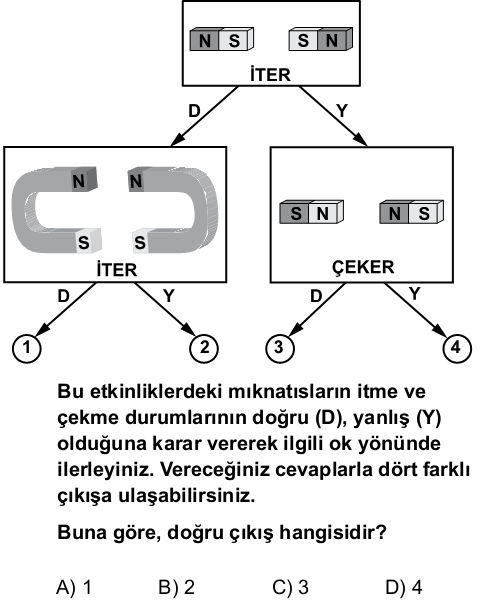 N S S N
İTER
D Y
N N
S S
İTER
S N N S
ÇEKER
D Y D Y
1 2 3 4
Bu etkinliklerdeki mıknatısların itme ve
çekme durumlarının doğru (D), yanlış (Y)
olduğuna karar vererek ilgili ok yönünde
ilerleyiniz. Vereceğiniz cevaplarla dört farklı
çıkışa ulaşabilirsiniz.
Buna göre, doğru çıkış hangisidir?
A) 1 B) 2 C) 3 D) 4